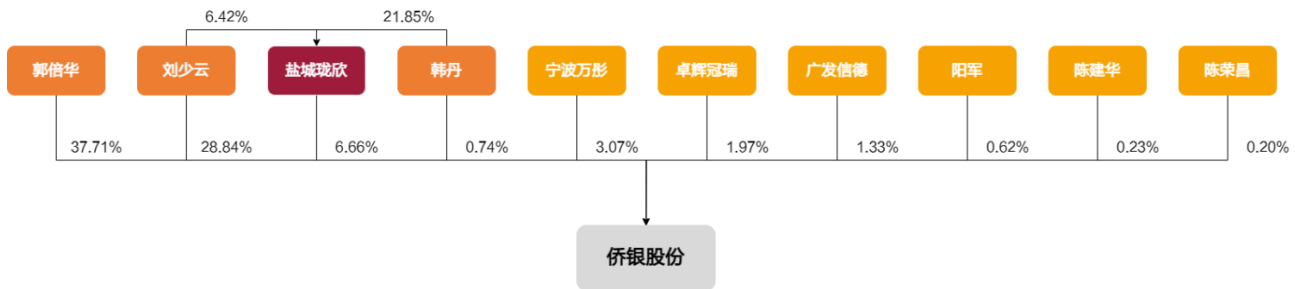 6.42% 21.85%
郭倍华 刘少云 盐城珑欣 韩丹 宁波万彤 卓辉冠瑞 广发信德 阳军 陈建华 陈荣昌
37.71% 28.84% 6.66% 0.74% 3.07% 1.97% 1.33% 0.62% 0.23% 0.20%
侨银股份